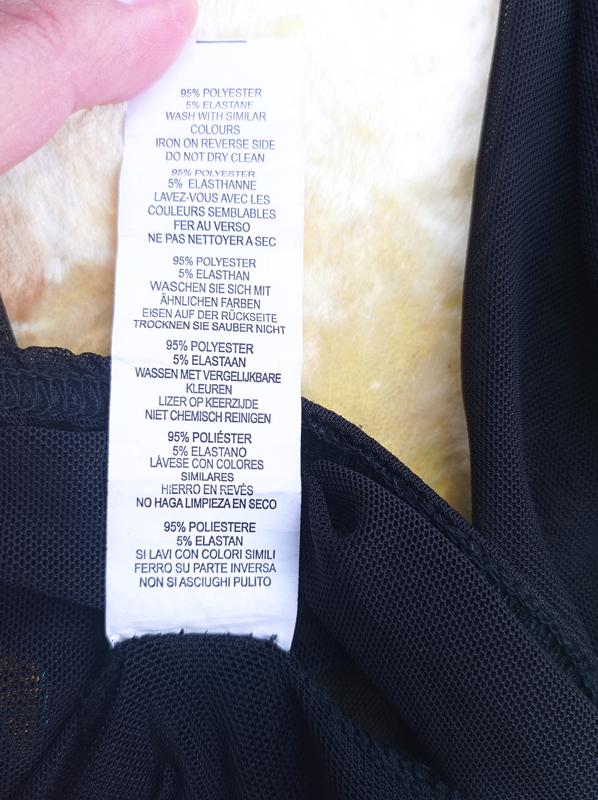 95% POLYESTER
5% ELASTANE
WASH WITH SIMILAR
COLOURS
IRON ON REVERSE SIDE
DO NOT DRY CLEAN
95% POLYESTER
5% ELASTHANNE
LAVEZ-VOUS AVEC LES
COULEURS SEMBLABLES
FER AU VERSO
NE PAS NETTOYER A SEC
95% POLYESTER
5% ELASTHAN
WASCHEN SIE SICH MIT
ÄHNLICHEN FARBEN
EISEN AUF DER RÜCKSEITE
TROCKNEN SIE SAUBER NICHT
95% POLYESTER
5% ELASTAAN
WASSEN MET VERGELIJKBARE
KLEUREN
LIZER OP KEERZIJDE
NIET CHEMISCH REINIGEN
95% POLIÉSTER
5% ELASTANO
LÁVESE CON COLORES
SIMILARES
HIERRO EN REVÉS
NO HAGA LIMPIEZA EN SECO
95% POLIESTERE
5% ELASTAN
SI LAVI CON COLORI SIMILI
FERRO SU PARTE INVERSA
NON SI ASCIUGHI PULITO